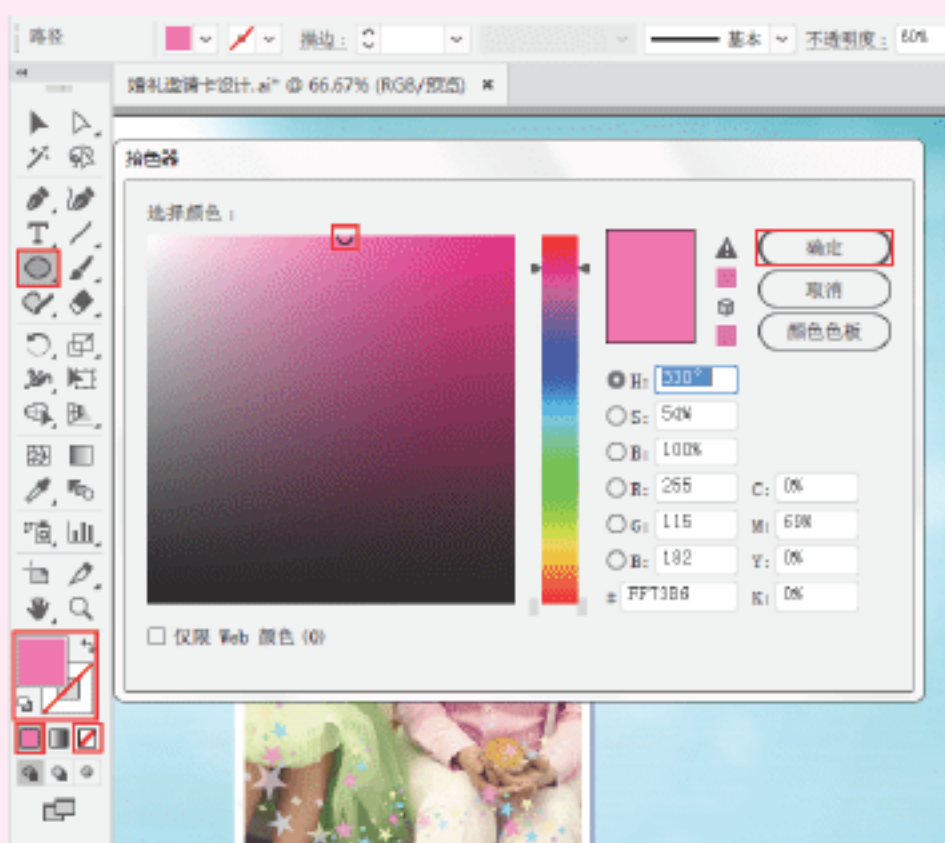 路径 描边： 基本 不透明度： 60%
婚礼邀请卡设计.ai* @ 66.67% (RGB/预览) ×
拾色器
选择颜色：
确定
取消
颜色色板
H: 330°
S: 54%
B: 100%
R: 255 C: 0%
G: 115 M: 69%
B: 182 Y: 0%
# FF73B6 K: 0%
仅限 Web 颜色 (O)